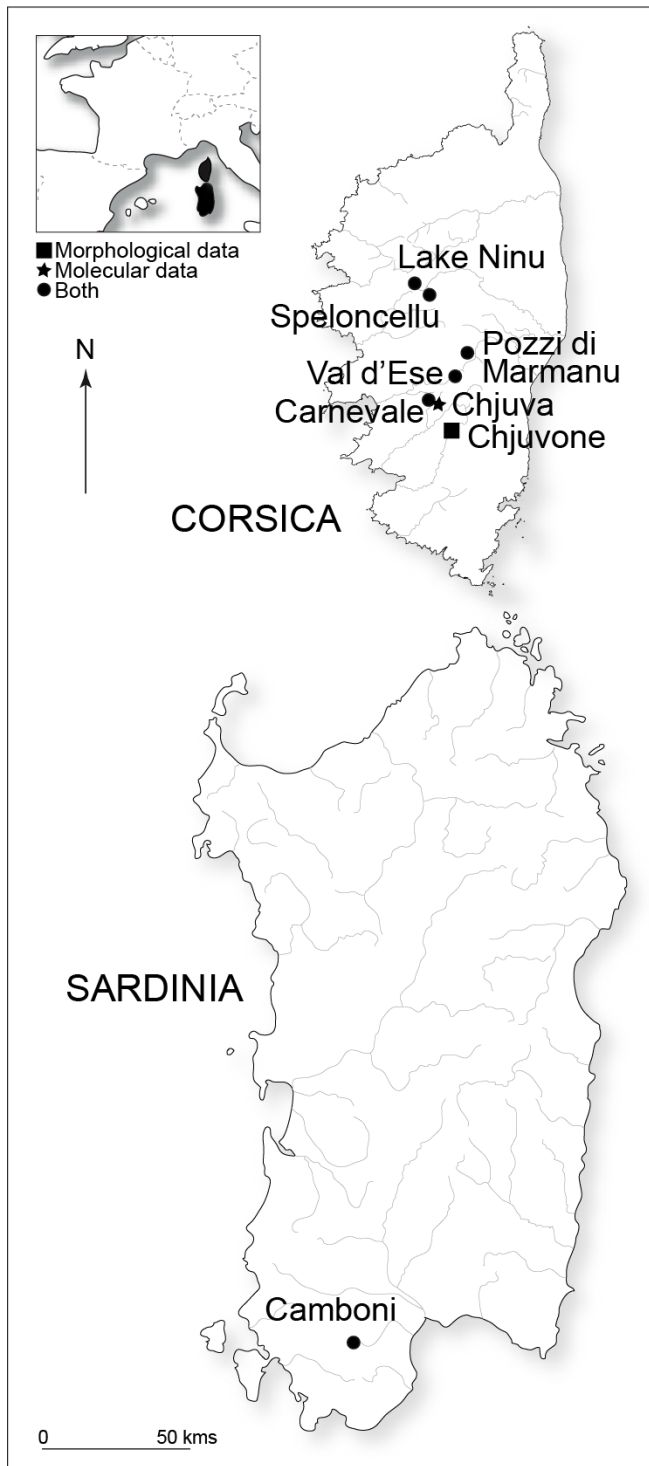 Morphological data
Molecular data
Both
N
Lake Ninu
Speloncellu
Pozzi di
Marmanu
Val d'Ese
Carnevale
Chjuva
Chjuvone
CORSICA
SARDINIA
Camboni
0 50 kms